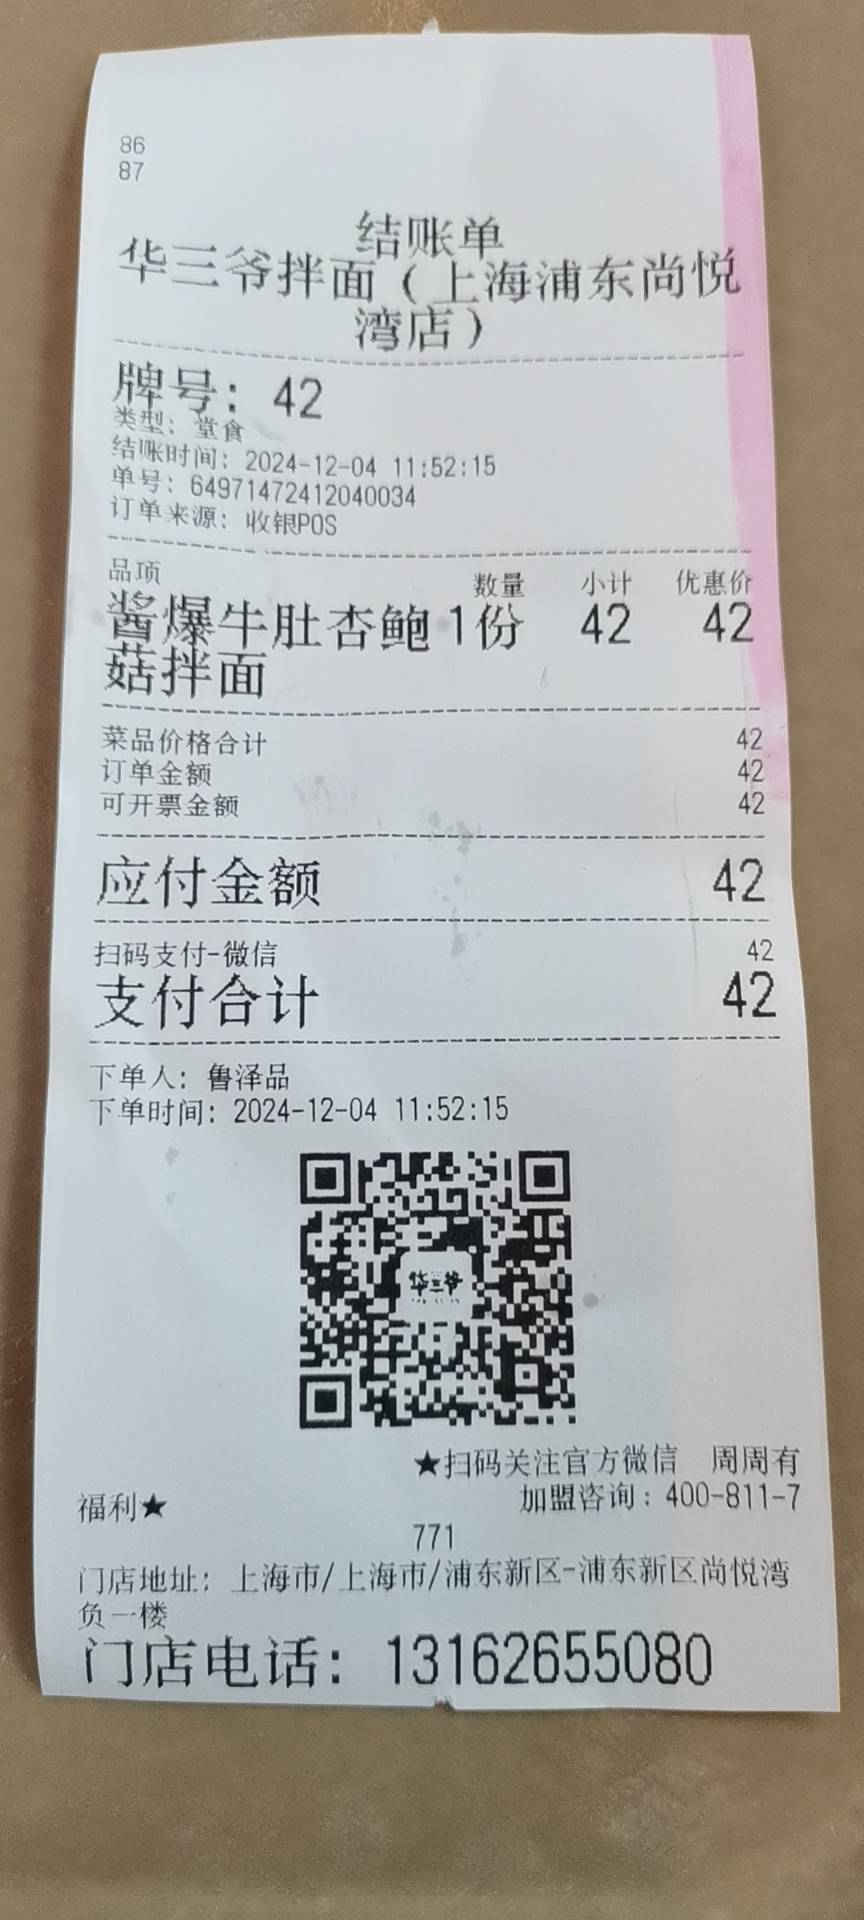 86
87
结账单
华三爷拌面（上海浦东尚悦
湾店）
牌号：42
类型：堂食
结账时间：2024-12-04 11:52:15
单号：64971472412040034
订单来源：收银POS
品项 数量 小计 优惠价
酱爆牛肚杏鲍 1份 42 42
菇拌面
菜品价格合计 42
订单金额 42
可开票金额 42
应付金额 42
扫码支付-微信 42
支付合计 42
下单人：鲁泽品
下单时间：2024-12-04 11:52:15
华三爷
★扫码关注官方微信 周周有
福利★ 加盟咨询：400-811-7
771
门店地址：上海市/上海市/浦东新区-浦东新区尚悦湾
负一楼
门店电话：13162655080